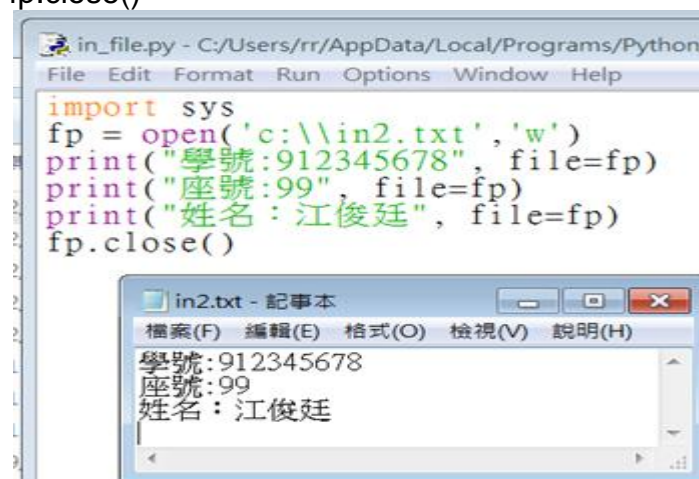 fp.close()
in_file.py - C:/Users/rr/AppData/Local/Programs/Python
File Edit Format Run Options Window Help
import sys
fp = open('c:\\in2.txt','w')
print("學號:912345678", file=fp)
print("座號:99", file=fp)
print("姓名：江俊廷", file=fp)
fp.close()
in2.txt - 記事本
檔案(F) 編輯(E) 格式(O) 檢視(V) 說明(H)
學號:912345678
座號:99
姓名：江俊廷